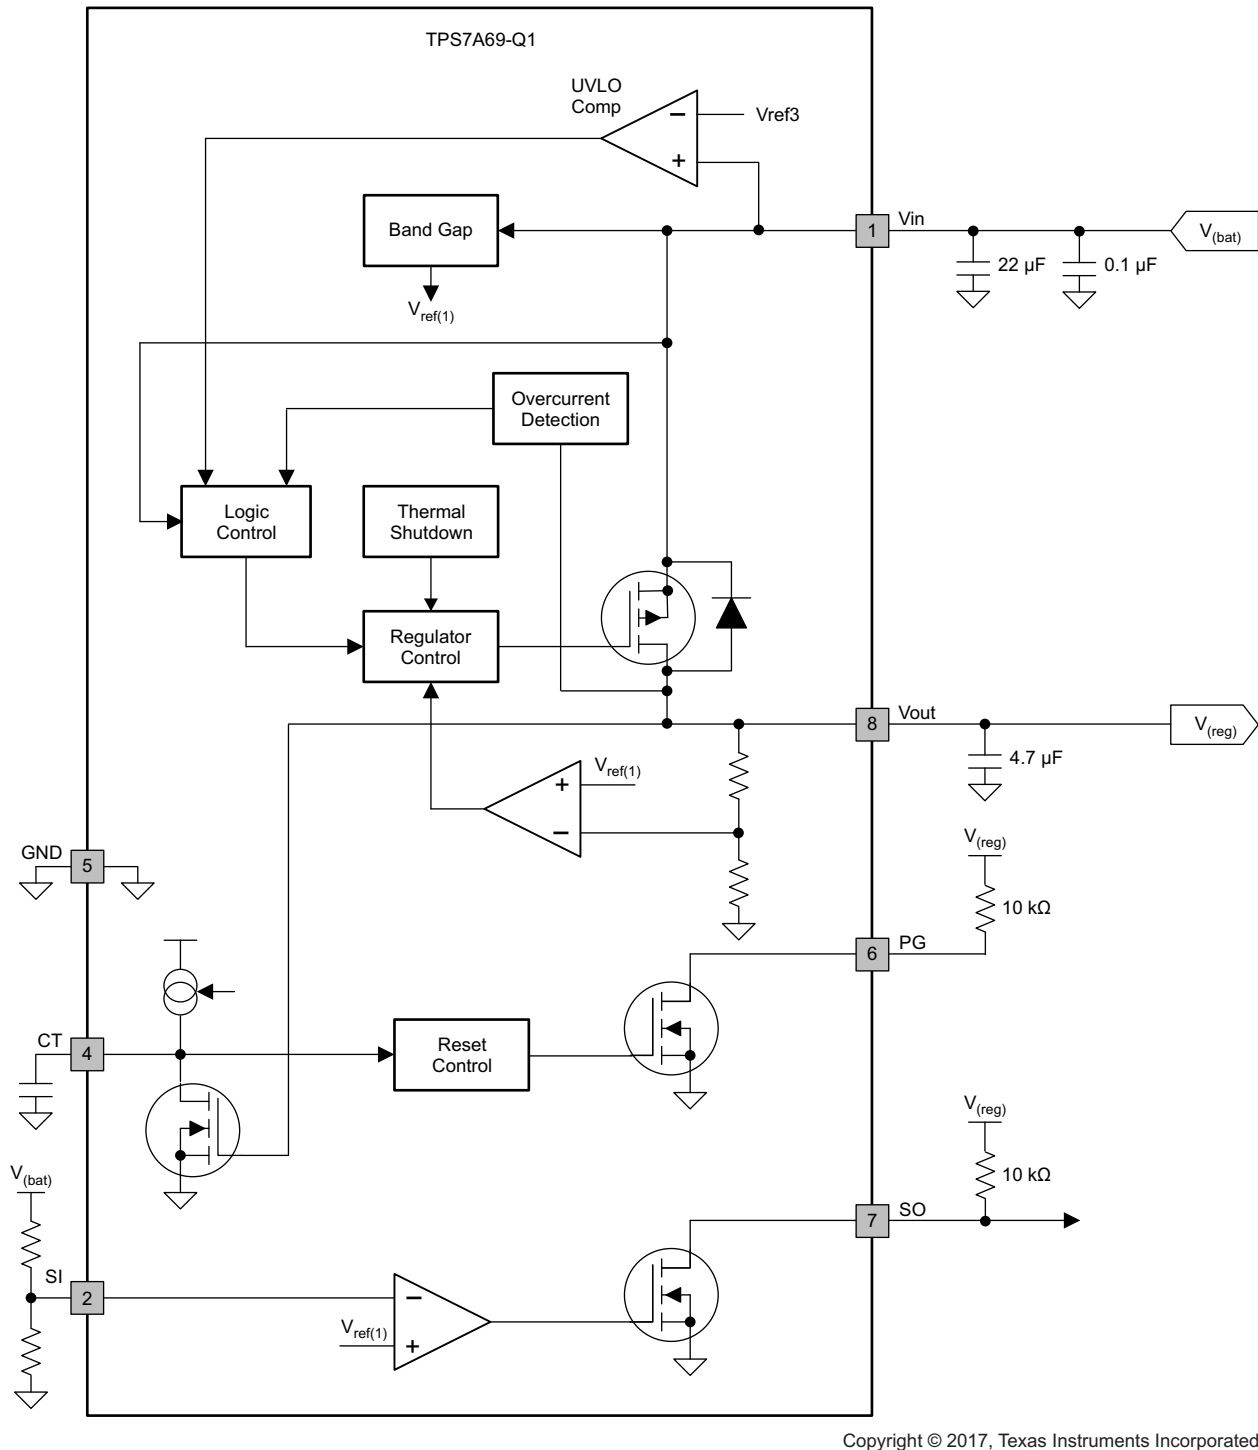 TPS7A69-Q1
UVLO
Comp
−
Vref3
+
Band Gap
1
Vin
V(bat)
22 µF
0.1 µF
Vref(1)
Overcurrent
Detection
Logic
Control
Thermal
Shutdown
Regulator
Control
8
Vout
V(reg)
4.7 µF
+
Vref(1)
−
GND
5
V(reg)
10 kΩ
6
PG
CT
4
Reset
Control
V(reg)
10 kΩ
V(bat)
7
SO
SI
2
−
Vref(1)
+
Copyright © 2017, Texas Instruments Incorporated